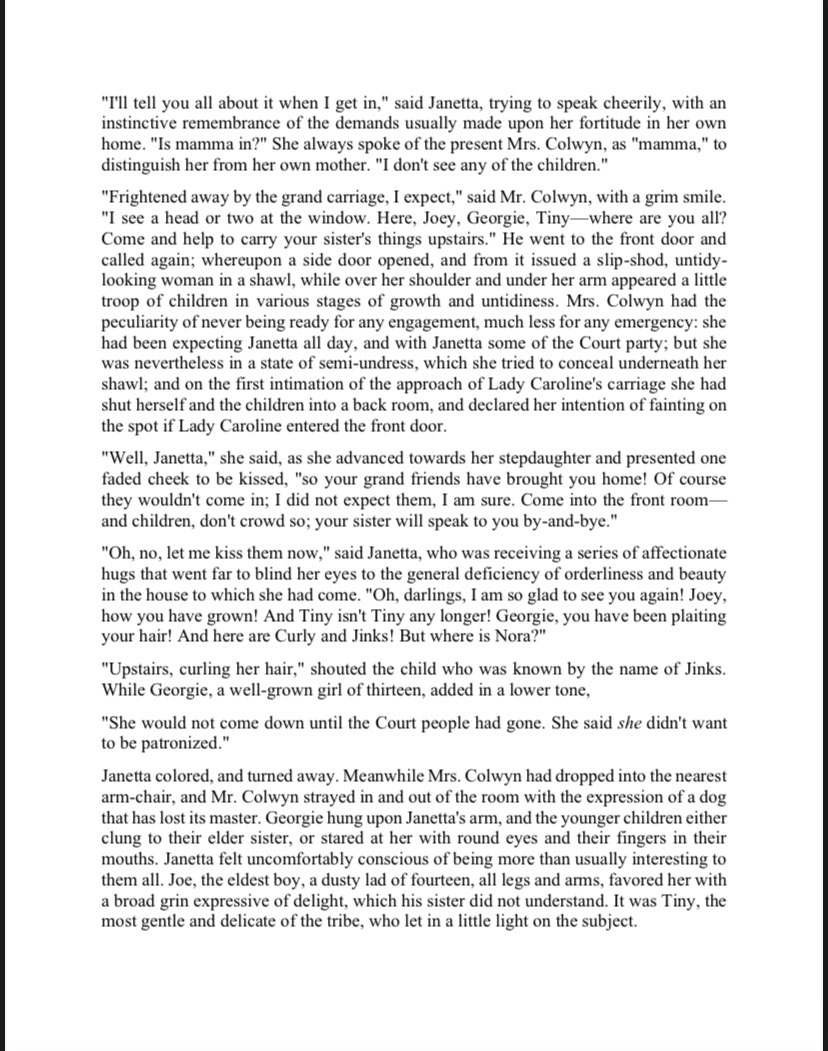 "I'll tell you all about it when I get in," said Janetta, trying to speak cheerily, with an
instinctive remembrance of the demands usually made upon her fortitude in her own
home. "Is mamma in?" She always spoke of the present Mrs. Colwyn, as "mamma," to
distinguish her from her own mother. "I don't see any of the children."
"Frightened away by the grand carriage, I expect," said Mr. Colwyn, with a grim smile.
"I see a head or two at the window. Here, Joey, Georgie, Tiny—where are you all?
Come and help to carry your sister's things upstairs." He went to the front door and
called again; whereupon a side door opened, and from it issued a slip-shod, untidy-
looking woman in a shawl, while over her shoulder and under her arm appeared a little
troop of children in various stages of growth and untidiness. Mrs. Colwyn had the
peculiarity of never being ready for any engagement, much less for any emergency: she
had been expecting Janetta all day, and with Janetta some of the Court party; but she
was nevertheless in a state of semi-undress, which she tried to conceal underneath her
shawl; and on the first intimation of the approach of Lady Caroline's carriage she had
shut herself and the children into a back room, and declared her intention of fainting on
the spot if Lady Caroline entered the front door.
"Well, Janetta," she said, as she advanced towards her stepdaughter and presented one
faded cheek to be kissed, "so your grand friends have brought you home! Of course
they wouldn't come in; I did not expect them, I am sure. Come into the front room—
and children, don't crowd so; your sister will speak to you by-and-bye."
"Oh, no, let me kiss them now," said Janetta, who was receiving a series of affectionate
hugs that went far to blind her eyes to the general deficiency of orderliness and beauty
in the house to which she had come. "Oh, darlings, I am so glad to see you again! Joey,
how you have grown! And Tiny isn't Tiny any longer! Georgie, you have been plaiting
your hair! And here are Curly and Jinks! But where is Nora?"
"Upstairs, curling her hair," shouted the child who was known by the name of Jinks.
While Georgie, a well-grown girl of thirteen, added in a lower tone,
"She would not come down until the Court people had gone. She said she didn't want
to be patronized."
Janetta colored, and turned away. Meanwhile Mrs. Colwyn had dropped into the nearest
arm-chair, and Mr. Colwyn strayed in and out of the room with the expression of a dog
that has lost its master. Georgie hung upon Janetta's arm, and the younger children either
clung to their elder sister, or stared at her with round eyes and their fingers in their
mouths. Janetta felt uncomfortably conscious of being more than usually interesting to
them all. Joe, the eldest boy, a dusty lad of fourteen, all legs and arms, favored her with
a broad grin expressive of delight, which his sister did not understand. It was Tiny, the
most gentle and delicate of the tribe, who let in a little light on the subject.